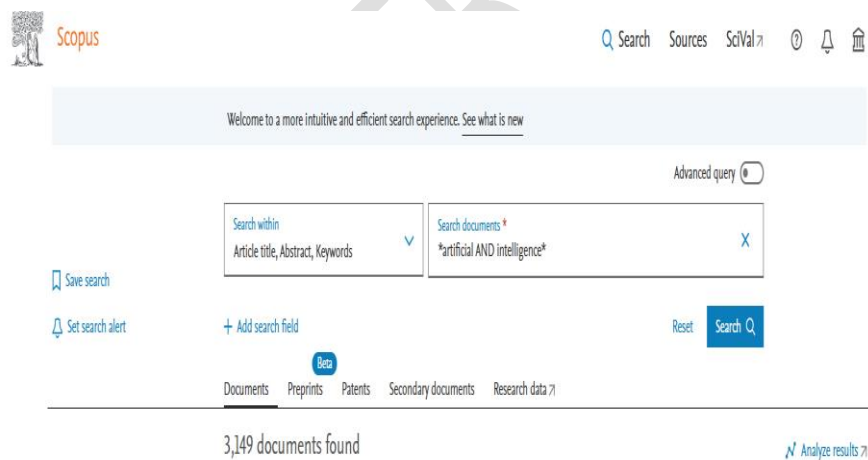 Scopus
Search Sources SciVal
Welcome to a more intuitive and efficient search experience. See what is new
Advanced query
Search within
Article title, Abstract, Keywords
Search documents *
*artificial AND intelligence*
Save search
Set search alert
+ Add search field
Reset
Search
Beta
Documents Preprints Patents Secondary documents Research data
3,149 documents found
Analyze results